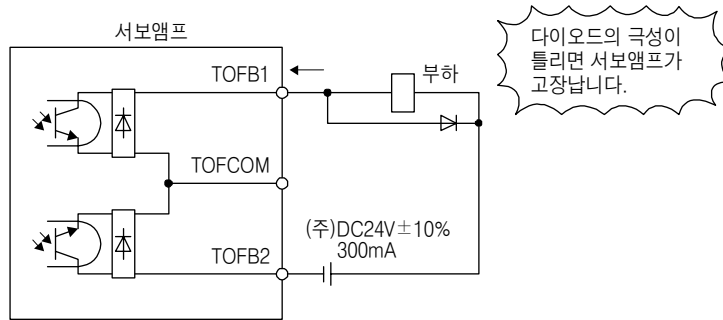 서보앰프
TOFB1
부하
다이오드의 극성이
틀리면 서보앰프가
고장납니다.
TOFCOM
(주)DC24V±10%
300mA
TOFB2